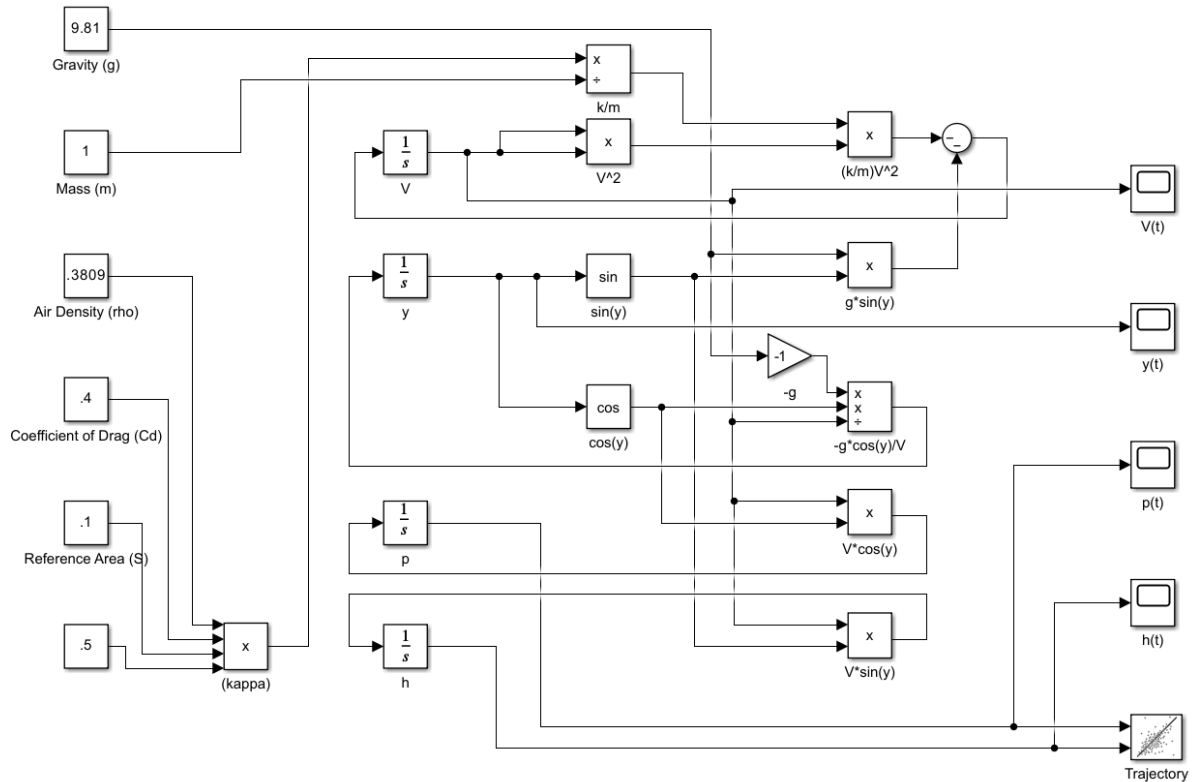 9.81
Gravity (g)
x
÷
k/m
1
Mass (m)
1
s
V
x
V^2
x
(k/m)V^2
−
−
V(t)
.3809
Air Density (rho)
1
s
y
sin
sin(y)
x
g*sin(y)
y(t)
-1
-g
.4
Coefficient of Drag (Cd)
cos
cos(y)
x
x
÷
-g*cos(y)/V
p(t)
.1
Reference Area (S)
1
s
p
x
V*cos(y)
h(t)
.5
x
(kappa)
1
s
h
x
V*sin(y)
Trajectory